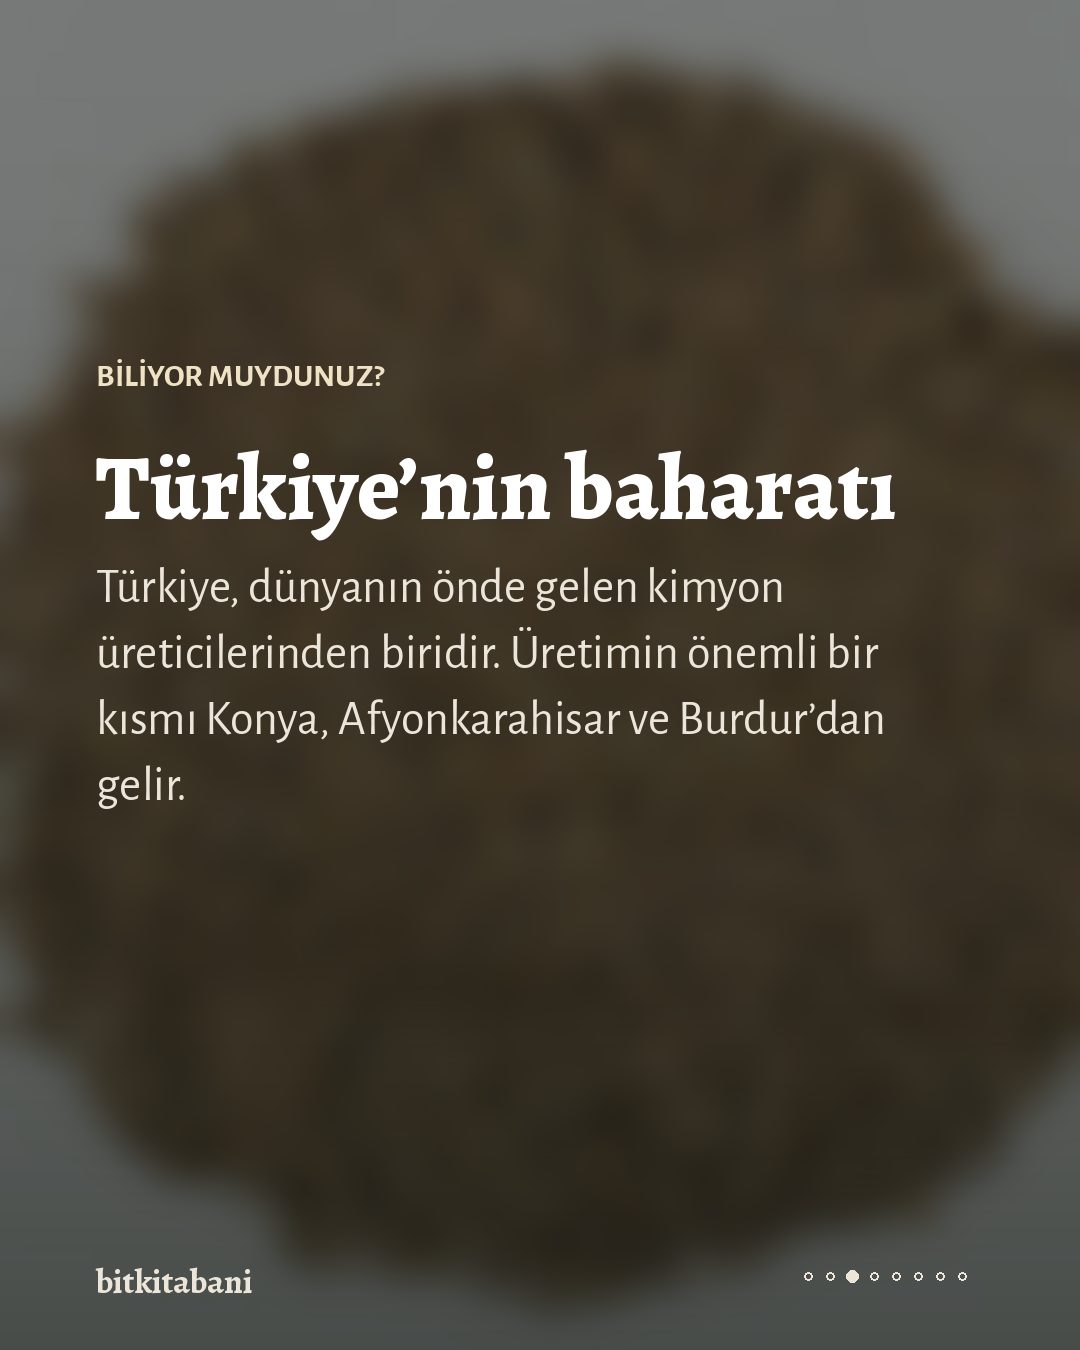 BİLİYOR MUYDUNUZ?
Türkiye’nin baharatı
Türkiye, dünyanın önde gelen kimyon
üreticilerinden biridir. Üretimin önemli bir
kısmı Konya, Afyonkarahisar ve Burdur’dan
gelir.
bitkitabani